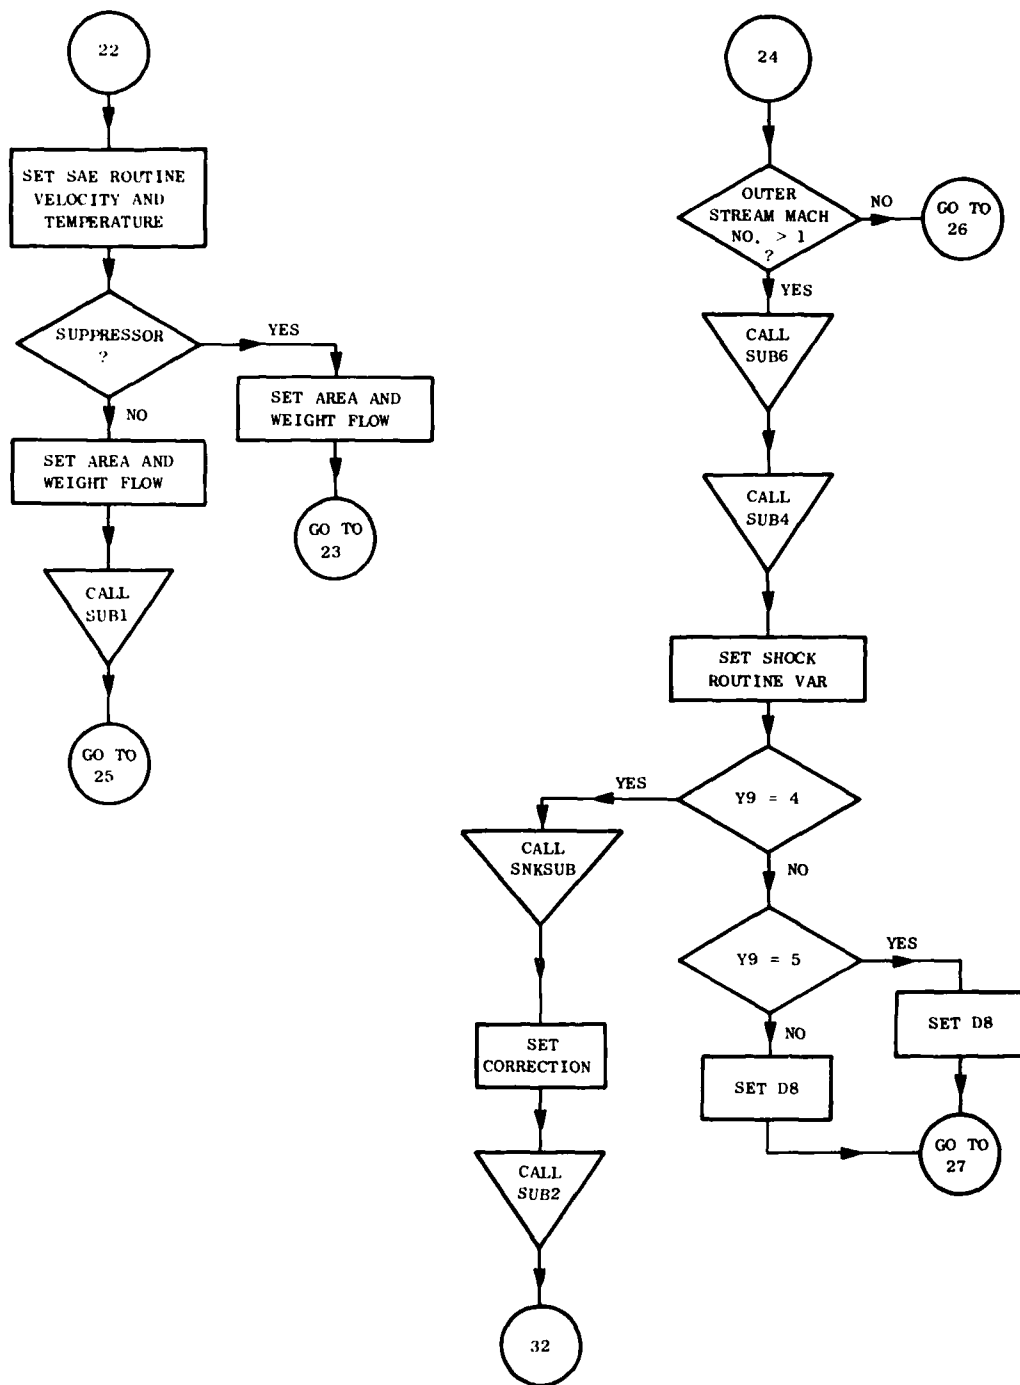 22
SET SAE ROUTINE
VELOCITY AND
TEMPERATURE
SUPPRESSOR
?
YES
SET AREA AND
WEIGHT FLOW
GO TO
23
NO
SET AREA AND
WEIGHT FLOW
CALL
SUB1
GO TO
25
24
OUTER
STREAM MACH
NO. > 1
?
NO
GO TO
26
YES
CALL
SUB6
CALL
SUB4
SET SHOCK
ROUTINE VAR
Y9 = 4
YES
CALL
SNKSUB
SET
CORRECTION
CALL
SUB2
32
NO
Y9 = 5
YES
SET D8
NO
SET D8
GO TO
27